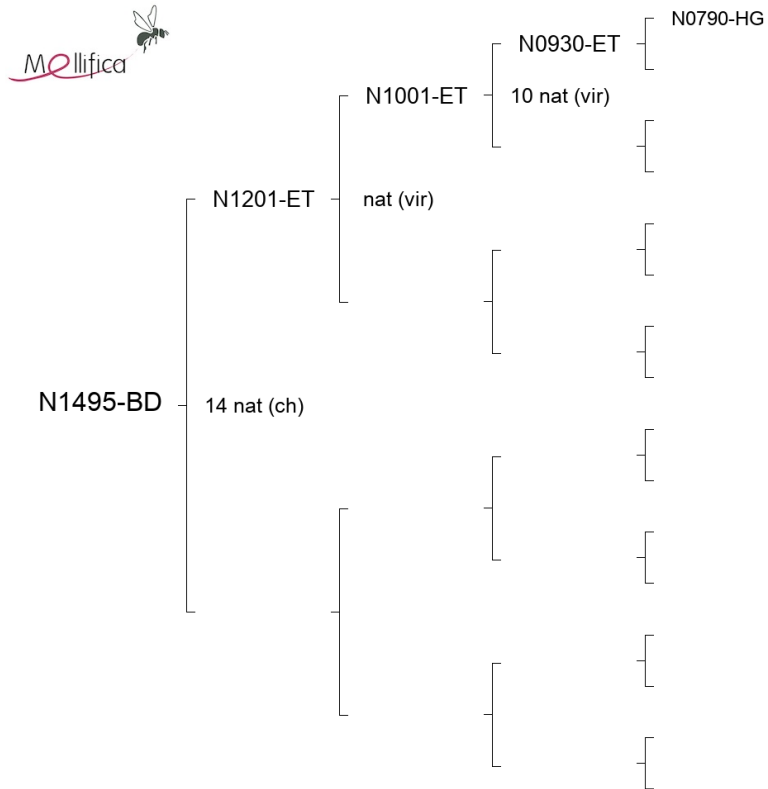 Mellifica
N0790-HG
N0930-ET
N1001-ET
10 nat (vir)
N1201-ET
nat (vir)
N1495-BD
14 nat (ch)